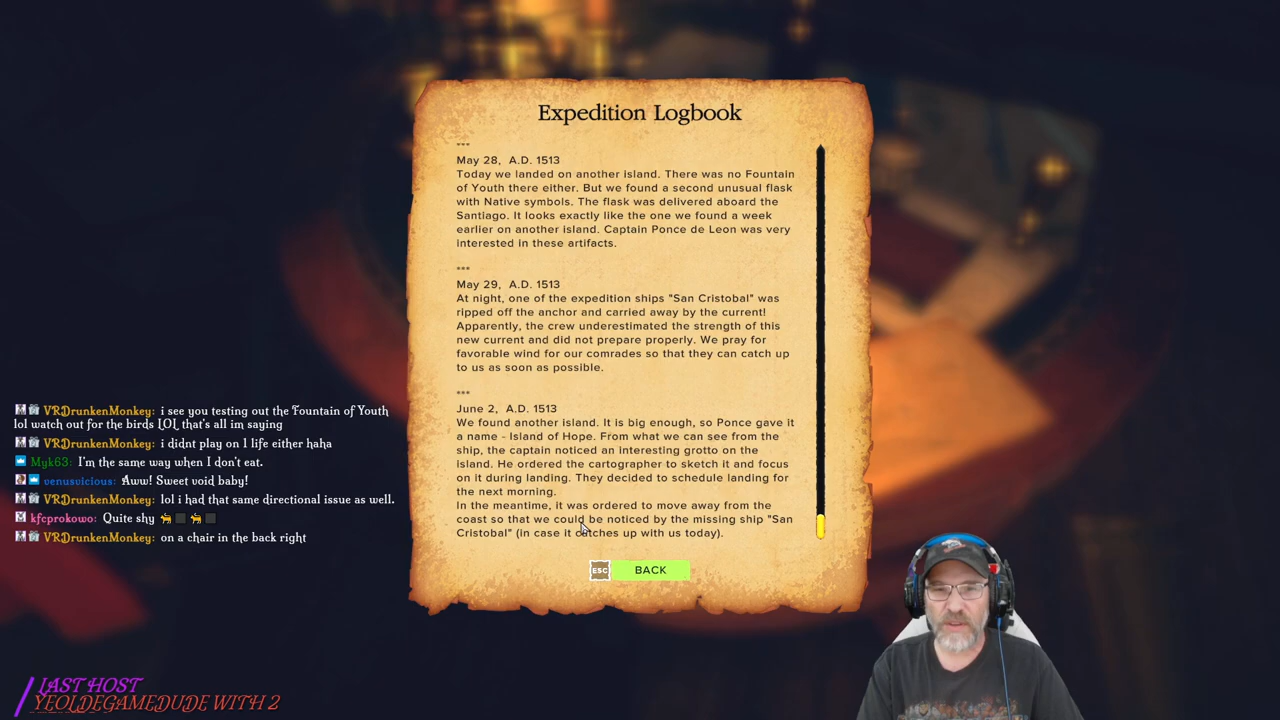 Expedition Logbook
***
May 28, A.D. 1513
Today we landed on another island. There was no Fountain
of Youth there either. But we found a second unusual flask
with Native symbols. The flask was delivered aboard the
Santiago. It looks exactly like the one we found a week
earlier on another island. Captain Ponce de Leon was very
interested in these artifacts.
***
May 29, A.D. 1513
At night, one of the expedition ships "San Cristobal" was
ripped off the anchor and carried away by the current!
Apparently, the crew underestimated the strength of this
new current and did not prepare properly. We pray for
favorable wind for our comrades so that they can catch up
to us as soon as possible.
***
June 2, A.D. 1513
We found another island. It is big enough, so Ponce gave it
a name - Island of Hope. From what we can see from the
ship, the captain noticed an interesting grotto on the
island. He ordered the cartographer to sketch it and focus
on it during landing. They decided to schedule landing for
the next morning.
In the meantime, it was ordered to move away from the
coast so that we could be noticed by the missing ship "San
Cristobal" (in case it catches up with us today).
ESC BACK
VRDrunkenMonkey: i see you testing out the Fountain of Youth
lol watch out for the birds LOL that's all im saying
VRDrunkenMonkey: i didnt play on 1 life either haha
Myk63: I'm the same way when I don't eat.
venusvicious: Aww! Sweet void baby!
VRDrunkenMonkey: lol i had that same directional issue as well.
kfcprokowo: Quite shy
VRDrunkenMonkey: on a chair in the back right
LAST HOST
YEOLDEGAMEDUDE WITH 2